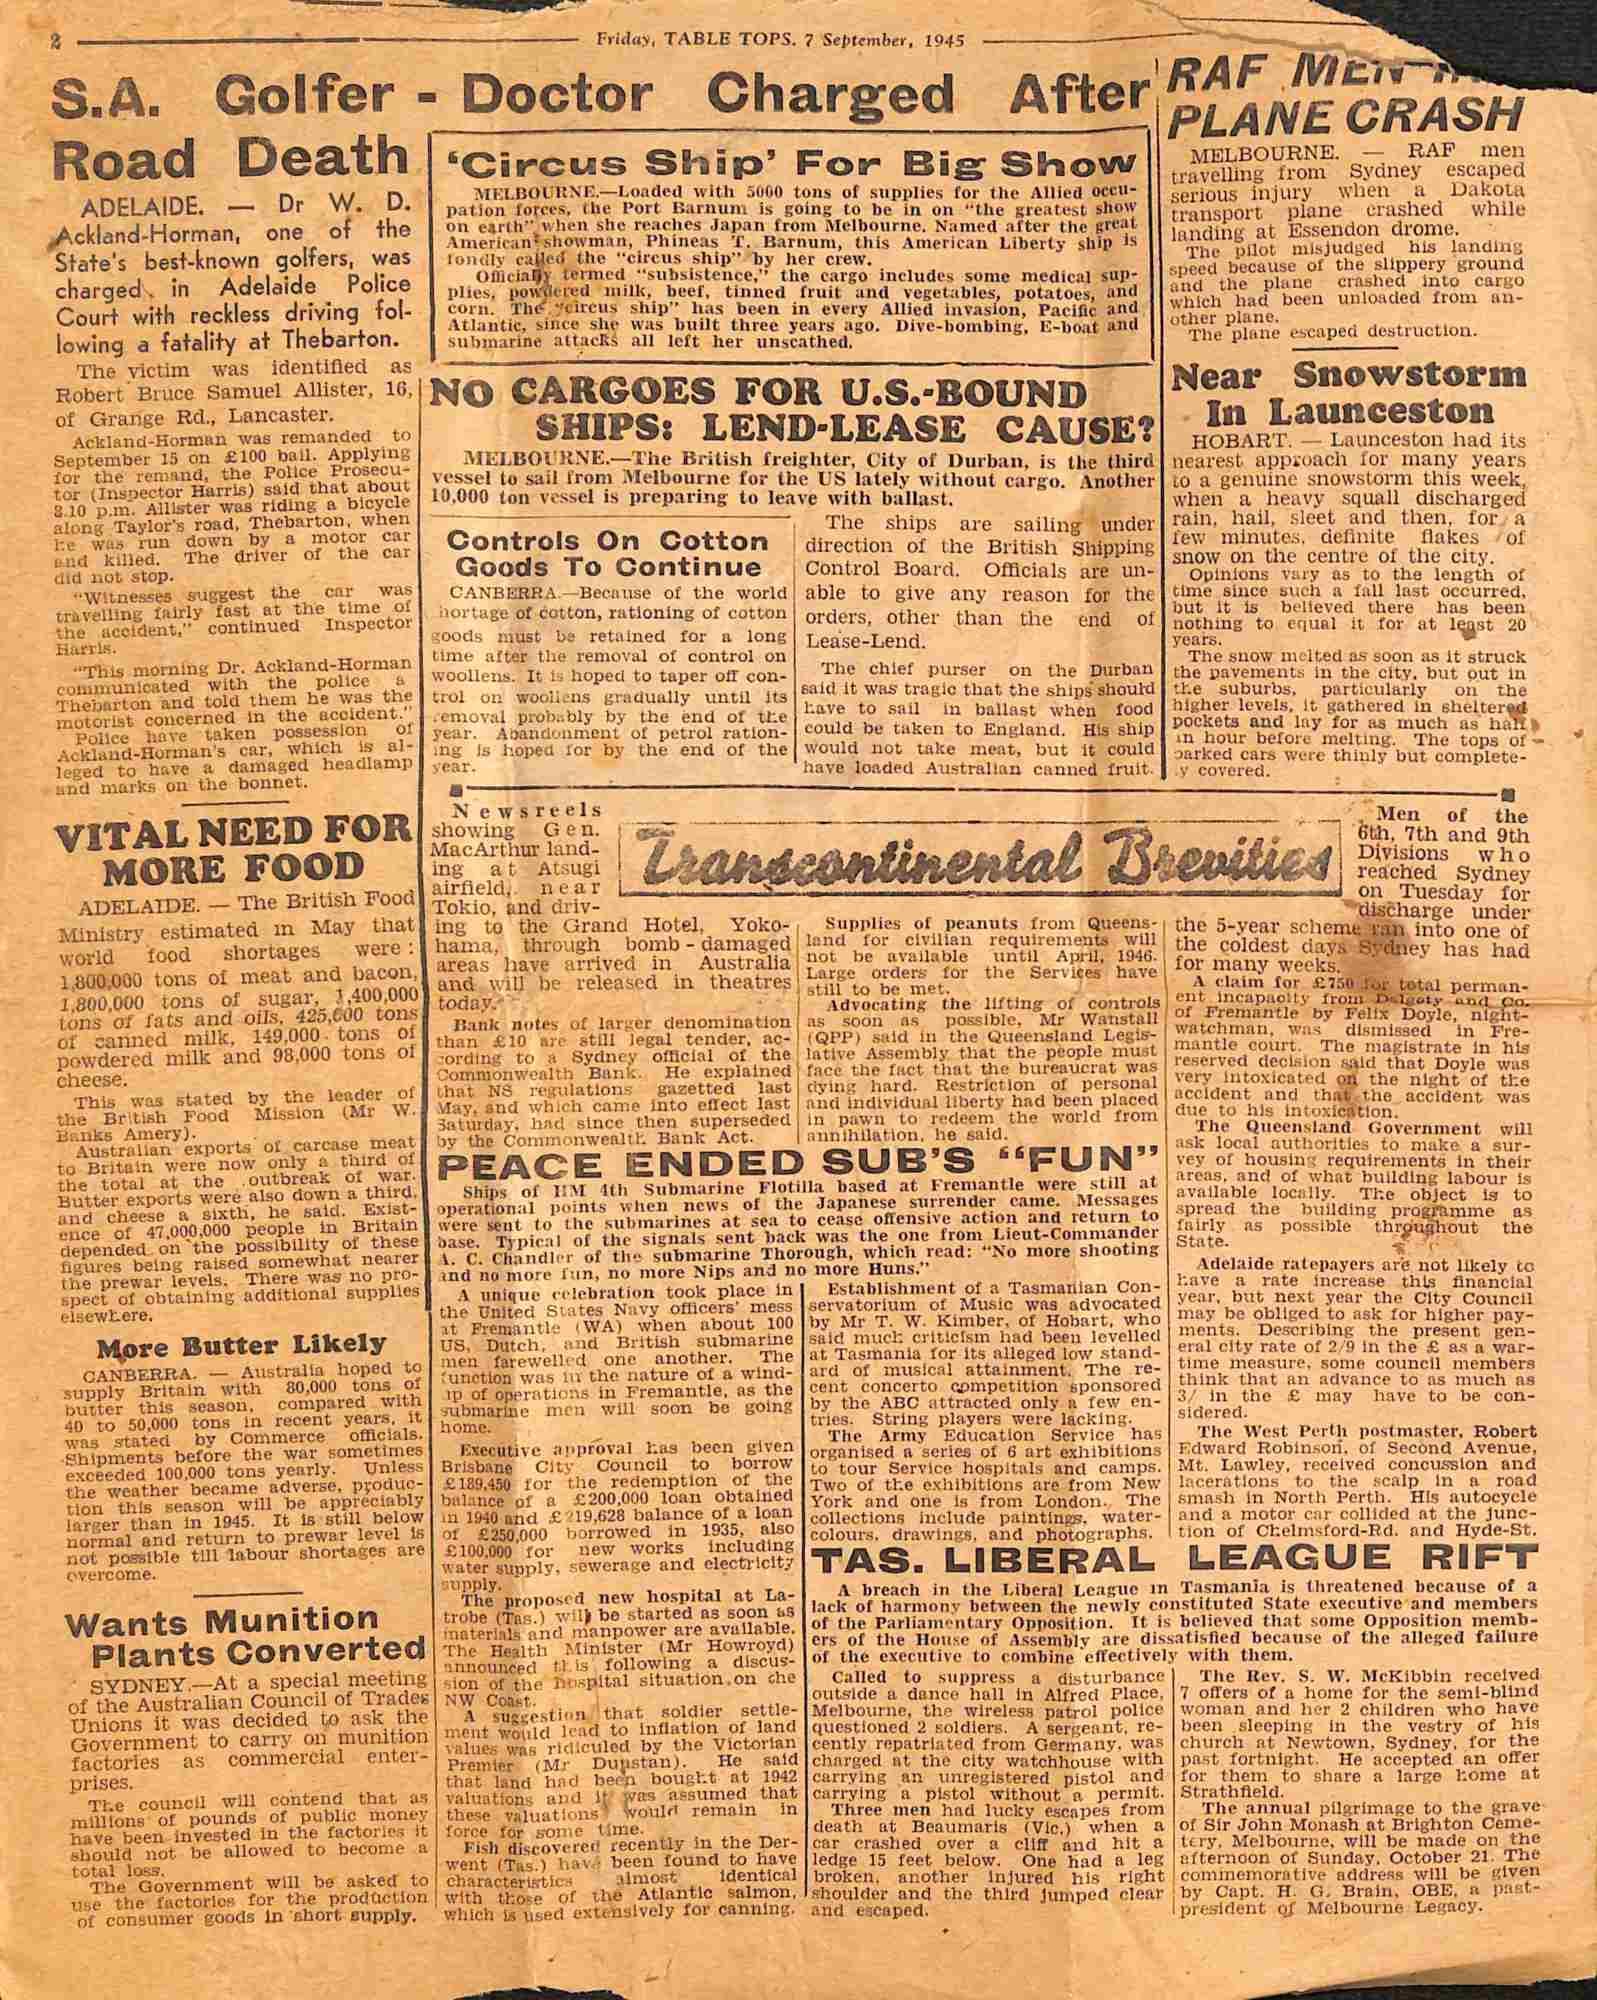 2
Friday, TABLE TOPS. 7 September, 1945
S.A. Golfer - Doctor Charged After
Road Death
ADELAIDE. — Dr W. D.
Ackland-Horman, one of the
State's best-known golfers, was
charged in Adelaide Police
Court with reckless driving fol-
lowing a fatality at Thebarton.
The victim was identified as
Robert Bruce Samuel Allister, 16,
of Grange Rd., Lancaster.
Ackland-Horman was remanded to
September 15 on £100 bail. Applying
for the remand, the Police Prosecu-
tor (Inspector Harris) said that about
8.10 p.m. Allister was riding a bicycle
along Taylor's road, Thebarton, when
he was run down by a motor car
and killed. The driver of the car
did not stop.
"Witnesses suggest the car was
travelling fairly fast at the time of
the accident," continued Inspector
Harris.
"This morning Dr. Ackland-Horman
communicated with the police a
Thebarton and told them he was the
motorist concerned in the accident."
Police have taken possession of
Ackland-Horman's car, which is al-
leged to have a damaged headlamp
and marks on the bonnet.
VITAL NEED FOR
MORE FOOD
ADELAIDE. — The British Food
Ministry estimated in May that
world food shortages were:
1,800,000 tons of meat and bacon,
1,800,000 tons of sugar, 1,400,000
tons of fats and oils, 425,600 tons
of canned milk, 149,000 tons of
powdered milk and 98,000 tons of
cheese.
This was stated by the leader of
the British Food Mission (Mr W.
Banks Amery).
Australian exports of carcase meat
to Britain were now only a third of
the total at the outbreak of war.
Butter exports were also down a third,
and cheese a sixth, he said. Exist-
ence of 47,000,000 people in Britain
depended on the possibility of these
figures being raised somewhat nearer
the prewar levels. There was no pro-
spect of obtaining additional supplies
elsewhere.
More Butter Likely
CANBERRA. — Australia hoped to
supply Britain with 80,000 tons of
butter this season, compared with
40 to 50,000 tons in recent years, it
was stated by Commerce officials.
Shipments before the war sometimes
exceeded 100,000 tons yearly. Unless
the weather became adverse, produc-
tion this season will be appreciably
larger than in 1945. It is still below
normal and return to prewar level is
not possible till labour shortages are
overcome.
Wants Munition
Plants Converted
SYDNEY.—At a special meeting
of the Australian Council of Trades
Unions it was decided to ask the
Government to carry on munition
factories as commercial enter-
prises.
The council will contend that as
millions of pounds of public money
have been invested in the factories it
should not be allowed to become a
total loss.
The Government will be asked to
use the factories for the production
of consumer goods in short supply.
'Circus Ship' For Big Show
MELBOURNE.—Loaded with 5000 tons of supplies for the Allied occu-
pation forces, the Port Barnum is going to be in on "the greatest show
on earth" when she reaches Japan from Melbourne. Named after the great
American showman, Phineas T. Barnum, this American Liberty ship is
fondly called the "circus ship" by her crew.
Officially termed "subsistence," the cargo includes some medical sup-
plies, powdered milk, beef, tinned fruit and vegetables, potatoes, and
corn. The "circus ship" has been in every Allied invasion, Pacific and
Atlantic, since she was built three years ago. Dive-bombing, E-boat and
submarine attacks all left her unscathed.
NO CARGOES FOR U.S.-BOUND
SHIPS: LEND-LEASE CAUSE?
MELBOURNE.—The British freighter, City of Durban, is the third
vessel to sail from Melbourne for the US lately without cargo. Another
10,000 ton vessel is preparing to leave with ballast.
The ships are sailing under
direction of the British Shipping
Control Board. Officials are un-
able to give any reason for the
orders, other than the end of
Lease-Lend.
The chief purser on the Durban
said it was tragic that the ships should
have to sail in ballast when food
could be taken to England. His ship
would not take meat, but it could
have loaded Australian canned fruit.
Controls On Cotton
Goods To Continue
CANBERRA.—Because of the world
hortage of cotton, rationing of cotton
goods must be retained for a long
time after the removal of control on
woollens. It is hoped to taper off con-
trol on woollens gradually until its
removal probably by the end of the
year. Abandonment of petrol ration-
ing is hoped for by the end of the
year.
RAF MEN IN
PLANE CRASH
MELBOURNE. — RAF men
travelling from Sydney escaped
serious injury when a Dakota
transport plane crashed while
landing at Essendon drome.
The pilot misjudged his landing
speed because of the slippery ground
and the plane crashed into cargo
which had been unloaded from an-
other plane.
The plane escaped destruction.
Near Snowstorm
In Launceston
HOBART. — Launceston had its
nearest approach for many years
to a genuine snowstorm this week,
when a heavy squall discharged
rain, hail, sleet and then, for a
few minutes, definite flakes of
snow on the centre of the city.
Opinions vary as to the length of
time since such a fall last occurred,
but it is believed there has been
nothing to equal it for at least 20
years.
The snow melted as soon as it struck
the pavements in the city, but out in
the suburbs, particularly on the
higher levels, it gathered in sheltered
pockets and lay for as much as half
an hour before melting. The tops of
parked cars were thinly but complete-
ly covered.
Transcontinental Brevities
Newsreels
showing Gen.
MacArthur land-
ing at Atsugi
airfield, near
Tokio, and driv-
ing to the Grand Hotel, Yoko-
hama, through bomb-damaged
areas have arrived in Australia
and will be released in theatres
today.
Bank notes of larger denomination
than £10 are still legal tender, ac-
cording to a Sydney official of the
Commonwealth Bank. He explained
that NS regulations gazetted last
May, and which came into effect last
Saturday, had since then superseded
by the Commonwealth Bank Act.
Supplies of peanuts from Queens-
land for civilian requirements will
not be available until April, 1946.
Large orders for the Services have
still to be met.
Advocating the lifting of controls
as soon as possible, Mr Wanstall
(QPP) said in the Queensland Legis-
lative Assembly that the people must
face the fact that the bureaucrat was
dying hard. Restriction of personal
and individual liberty had been placed
in pawn to redeem the world from
annihilation, he said.
Men of the
6th, 7th and 9th
Divisions who
reached Sydney
on Tuesday for
discharge under
the 5-year scheme ran into one of
the coldest days Sydney has had
for many weeks.
A claim for £750 for total perman-
ent incapacity from Dalgety and Co.
of Fremantle by Felix Doyle, night-
watchman, was dismissed in Fre-
mantle court. The magistrate in his
reserved decision said that Doyle was
very intoxicated on the night of the
accident and that the accident was
due to his intoxication.
The Queensland Government will
ask local authorities to make a sur-
vey of housing requirements in their
areas, and of what building labour is
available locally. The object is to
spread the building programme as
fairly as possible throughout the
State.
Adelaide ratepayers are not likely to
have a rate increase this financial
year, but next year the City Council
may be obliged to ask for higher pay-
ments. Describing the present gen-
eral city rate of 2/9 in the £ as a war-
time measure, some council members
think that an advance to as much as
3/ in the £ may have to be con-
sidered.
The West Perth postmaster, Robert
Edward Robinson, of Second Avenue,
Mt. Lawley, received concussion and
lacerations to the scalp in a road
smash in North Perth. His autocycle
and a motor car collided at the junc-
tion of Chelmsford-Rd. and Hyde-St.
PEACE ENDED SUB'S "FUN"
Ships of HM 4th Submarine Flotilla based at Fremantle were still at
operational points when news of the Japanese surrender came. Messages
were sent to the submarines at sea to cease offensive action and return to
base. Typical of the signals sent back was the one from Lieut-Commander
A. C. Chandler of the submarine Thorough, which read: "No more shooting
and no more fun, no more Nips and no more Huns."
A unique celebration took place in
the United States Navy officers' mess
at Fremantle (WA) when about 100
US, Dutch, and British submarine
men farewelled one another. The
function was in the nature of a wind-
up of operations in Fremantle, as the
submarine men will soon be going
home.
Executive approval has been given
Brisbane City Council to borrow
£189,450 for the redemption of the
balance of a £200,000 loan obtained
in 1940 and £219,628 balance of a loan
of £250,000 borrowed in 1935, also
£100,000 for new works including
water supply, sewerage and electricity
supply.
The proposed new hospital at La-
trobe (Tas.) will be started as soon as
materials and manpower are available.
The Health Minister (Mr Howroyd)
announced this following a discus-
sion of the hospital situation on the
NW Coast.
A suggestion that soldier settle-
ment would lead to inflation of land
values was ridiculed by the Victorian
Premier (Mr Dunstan). He said
that land had been bought at 1942
valuations and it was assumed that
these valuations would remain in
force for some time.
Fish discovered recently in the Der-
went (Tas.) have been found to have
characteristics almost identical
with those of the Atlantic salmon,
which is used extensively for canning.
Establishment of a Tasmanian Con-
servatorium of Music was advocated
by Mr T. W. Kimber, of Hobart, who
said much criticism had been levelled
at Tasmania for its alleged low stand-
ard of musical attainment. The re-
cent concerto competition sponsored
by the ABC attracted only a few en-
tries. String players were lacking.
The Army Education Service has
organised a series of 6 art exhibitions
to tour Service hospitals and camps.
Two of the exhibitions are from New
York and one is from London. The
collections include paintings, water-
colours, drawings, and photographs.
TAS. LIBERAL LEAGUE RIFT
A breach in the Liberal League in Tasmania is threatened because of a
lack of harmony between the newly constituted State executive and members
of the Parliamentary Opposition. It is believed that some Opposition memb-
ers of the House of Assembly are dissatisfied because of the alleged failure
of the executive to combine effectively with them.
Called to suppress a disturbance
outside a dance hall in Alfred Place,
Melbourne, the wireless patrol police
questioned 2 soldiers. A sergeant, re-
cently repatriated from Germany, was
charged at the city watchhouse with
carrying an unregistered pistol and
carrying a pistol without a permit.
Three men had lucky escapes from
death at Beaumaris (Vic.) when a
car crashed over a cliff and hit a
ledge 15 feet below. One had a leg
broken, another injured his right
shoulder and the third jumped clear
and escaped.
The Rev. S. W. McKibbin received
7 offers of a home for the semi-blind
woman and her 2 children who have
been sleeping in the vestry of his
church at Newtown, Sydney, for the
past fortnight. He accepted an offer
for them to share a large home at
Strathfield.
The annual pilgrimage to the grave
of Sir John Monash at Brighton Ceme-
tery, Melbourne, will be made on the
afternoon of Sunday, October 21. The
commemorative address will be given
by Capt. H. G. Brain, OBE, a past-
president of Melbourne Legacy.